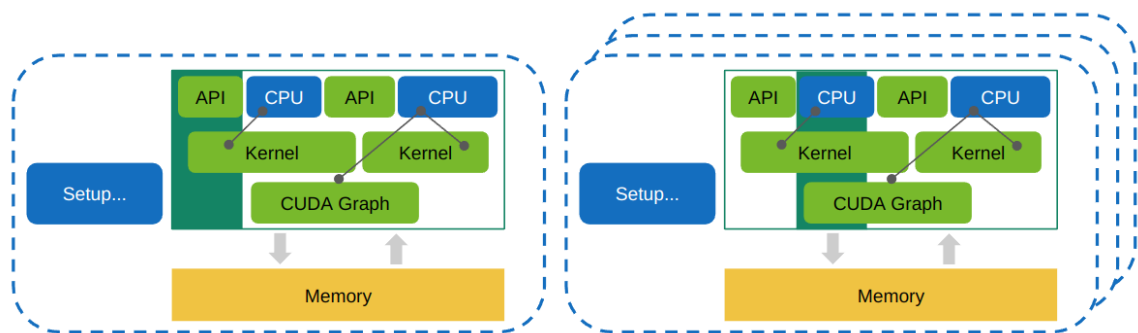 API
CPU
API
CPU
Kernel
Kernel
Setup...
CUDA Graph
Memory
API
CPU
API
CPU
Kernel
Kernel
Setup...
CUDA Graph
Memory